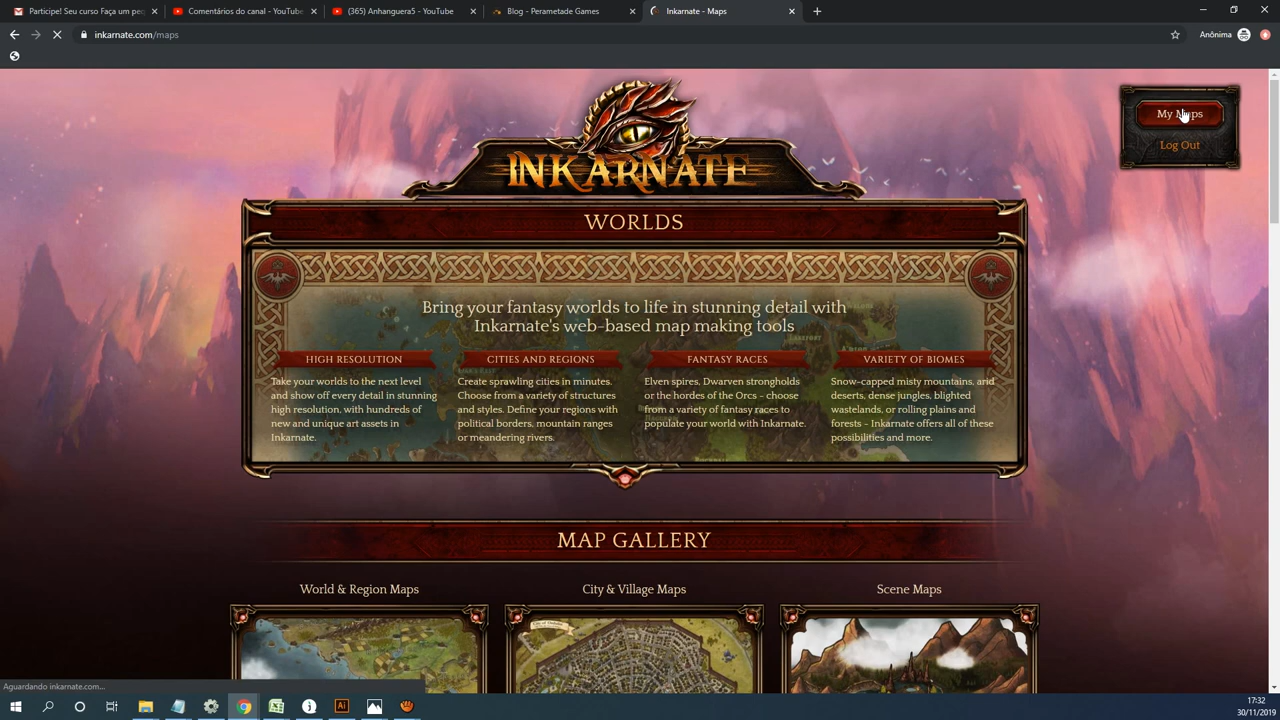 Participe! Seu curso Faça um peq
Comentários do canal - YouTube
(365) Anhanguera5 - YouTube
Blog - Perametade Games
Inkarnate - Maps
inkarnate.com/maps
Anônima
My Maps
Log Out
INKARNATE
WORLDS
Bring your fantasy worlds to life in stunning detail with
Inkarnate's web-based map making tools
HIGH RESOLUTION
Take your worlds to the next level
and show off every detail in stunning
high resolution, with hundreds of
new and unique art assets in
Inkarnate.
CITIES AND REGIONS
Create sprawling cities in minutes.
Choose from a variety of structures
and styles. Define your regions with
political borders, mountain ranges
or meandering rivers.
FANTASY RACES
Elven spires, Dwarven strongholds
or the hordes of the Orcs - choose
from a variety of fantasy races to
populate your world with Inkarnate.
VARIETY OF BIOMES
Snow-capped misty mountains, arid
deserts, dense jungles, blighted
wastelands, or rolling plains and
forests - Inkarnate offers all of these
possibilities and more.
MAP GALLERY
World & Region Maps
City & Village Maps
Scene Maps
Aguardando inkarnate.com...
Ai
17:32
30/11/2019